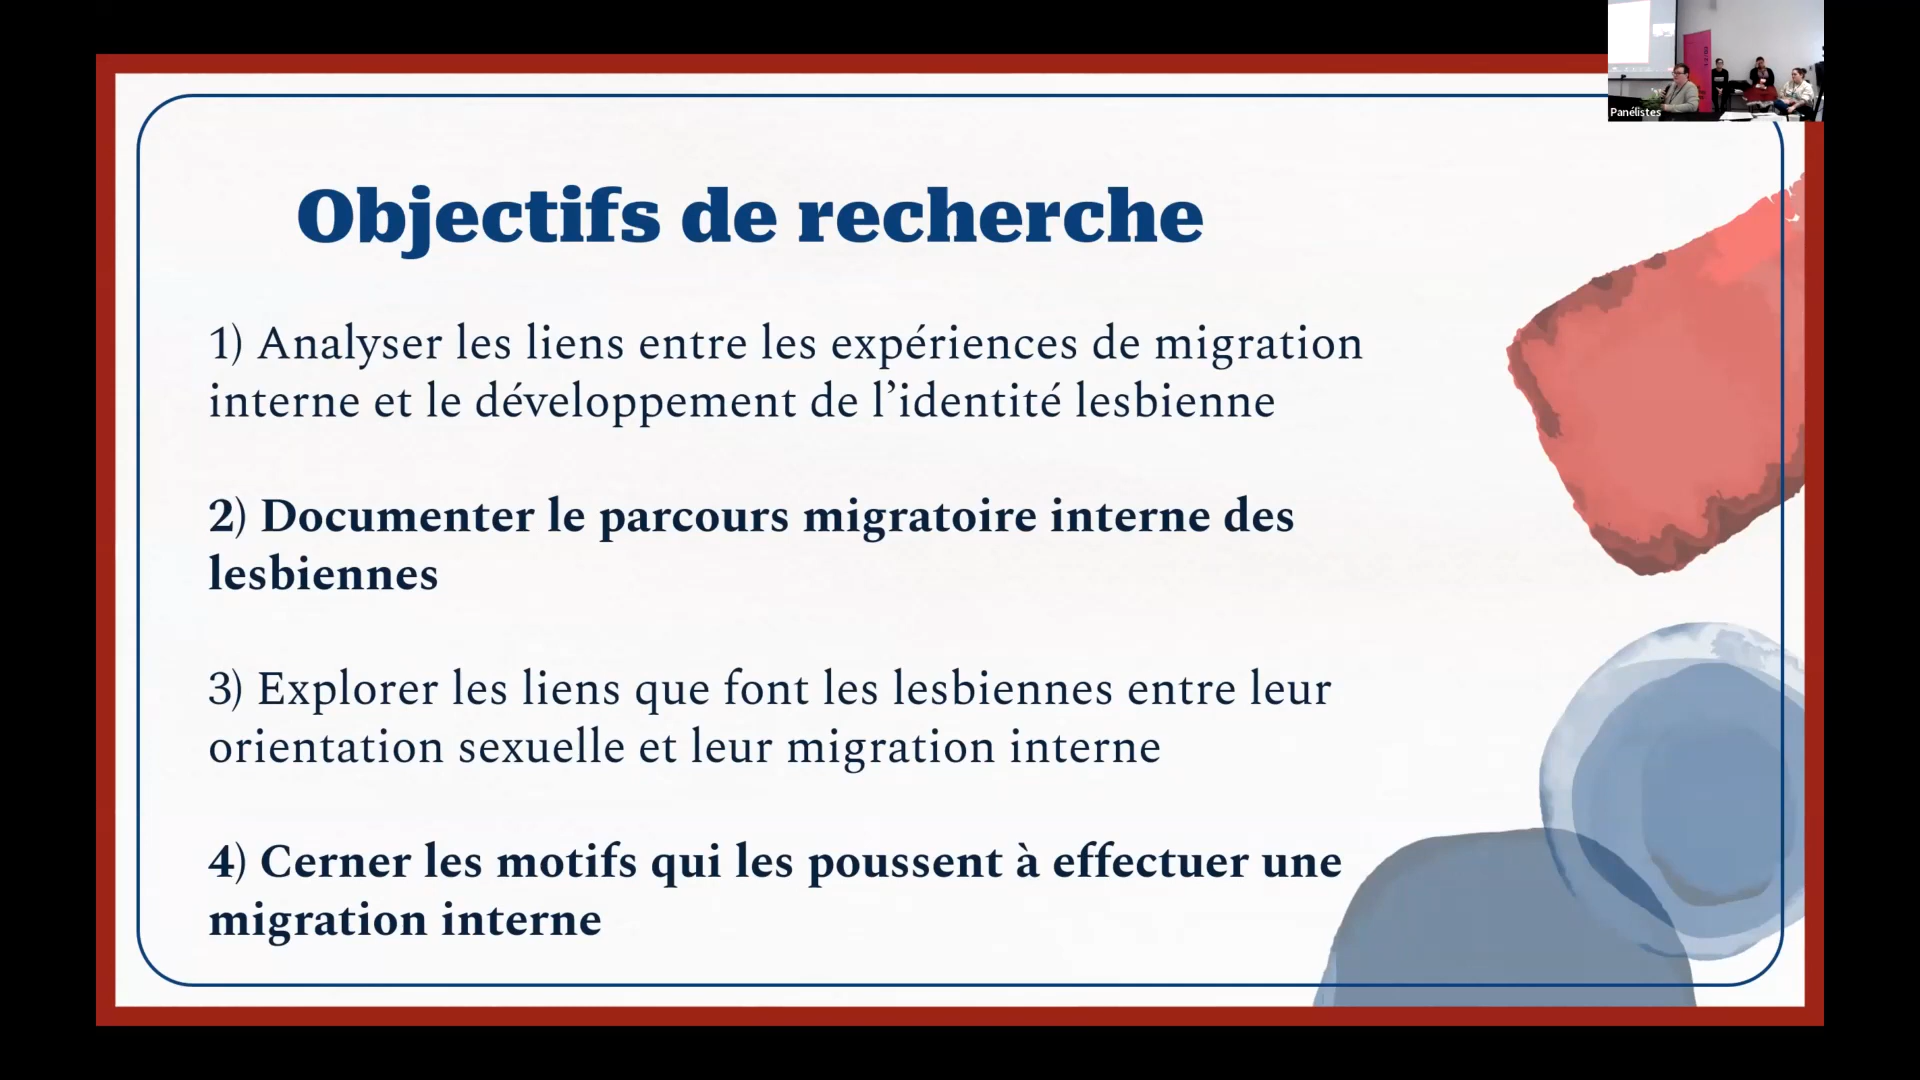 Panélistes
Objectifs de recherche
1) Analyser les liens entre les expériences de migration
interne et le développement de l’identité lesbienne
2) Documenter le parcours migratoire interne des
lesbiennes
3) Explorer les liens que font les lesbiennes entre leur
orientation sexuelle et leur migration interne
4) Cerner les motifs qui les poussent à effectuer une
migration interne